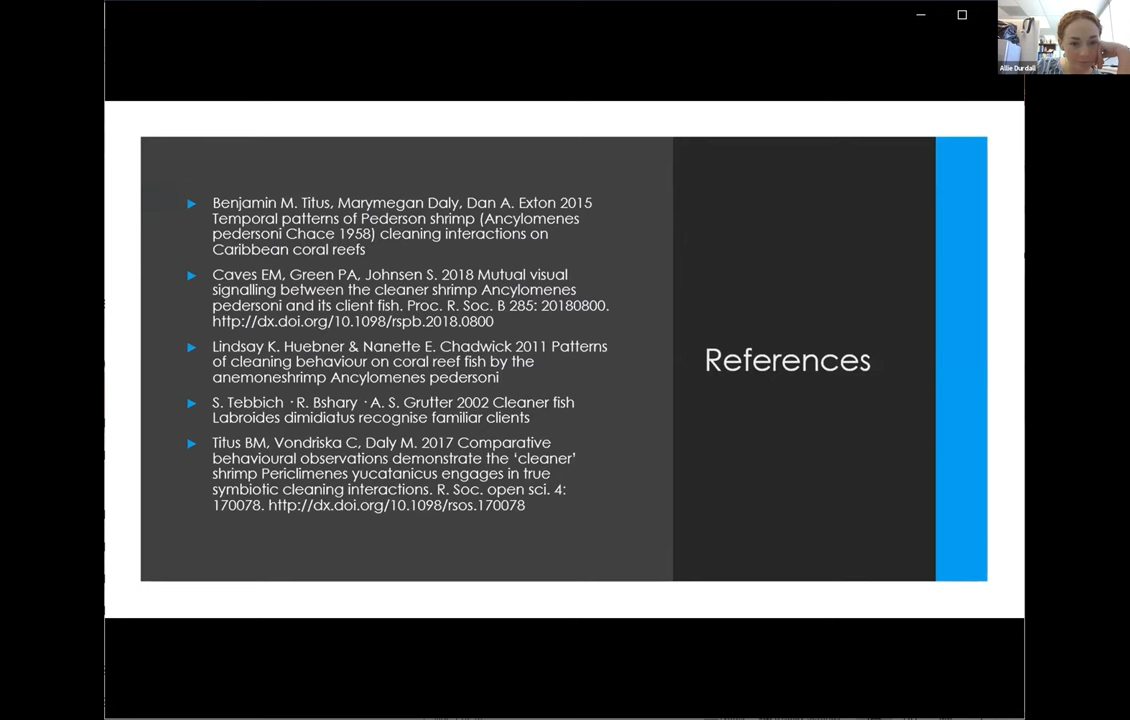 Allie Durdall
Benjamin M. Titus, Marymegan Daly, Dan A. Exton 2015
Temporal patterns of Pederson shrimp (Ancylomenes
pedersoni Chace 1958) cleaning interactions on
Caribbean coral reefs
Caves EM, Green PA, Johnsen S. 2018 Mutual visual
signalling between the cleaner shrimp Ancylomenes
pedersoni and its client fish. Proc. R. Soc. B 285: 20180800.
http://dx.doi.org/10.1098/rspb.2018.0800
Lindsay K. Huebner & Nanette E. Chadwick 2011 Patterns
of cleaning behaviour on coral reef fish by the
anemoneshrimp Ancylomenes pedersoni
S. Tebbich · R. Bshary · A. S. Grutter 2002 Cleaner fish
Labroides dimidiatus recognise familiar clients
Titus BM, Vondriska C, Daly M. 2017 Comparative
behavioural observations demonstrate the ‘cleaner’
shrimp Periclimenes yucatanicus engages in true
symbiotic cleaning interactions. R. Soc. open sci. 4:
170078. http://dx.doi.org/10.1098/rsos.170078
References